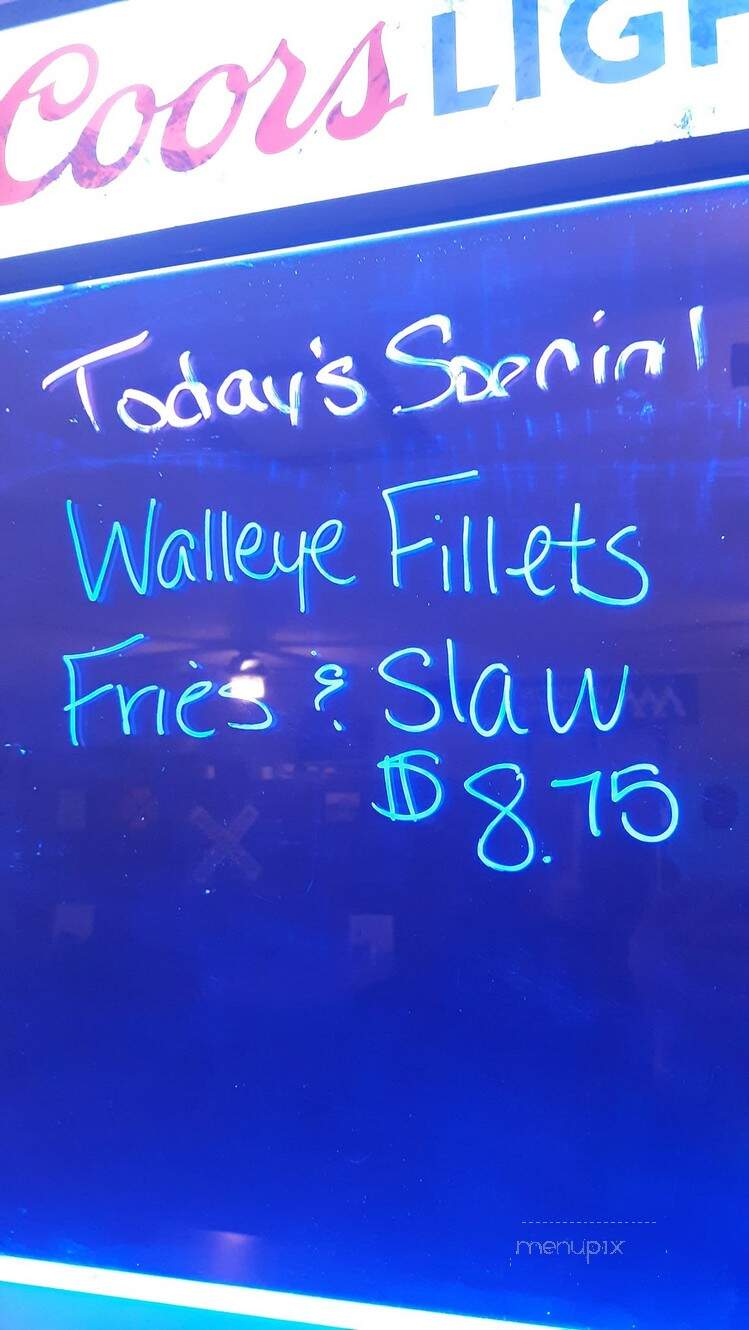 Coors LIGH
Today's Special
Walleye Fillets
Fries & Slaw
$8.75
menupix